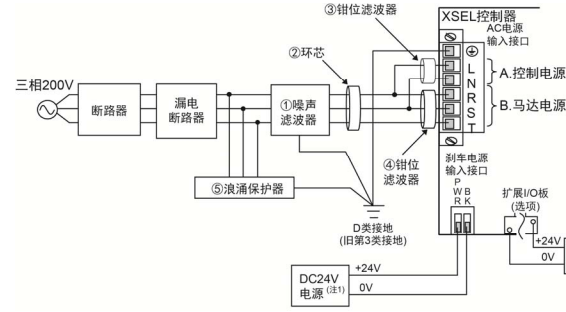 ③钳位滤波器
XSEL控制器
AC电源
输入接口
②环芯
三相200V
断路器
漏电
断路器
①噪声
滤波器
L
N
R
S
T
A.控制电源
B.马达电源
④钳位
滤波器
刹车电源
输入接口
⑤浪涌保护器
P
W
R
B
K
扩展I/O板
(选项)
D类接地
(旧第3类接地)
+24V
0V
DC24V
电源 (注1)
+24V
0V